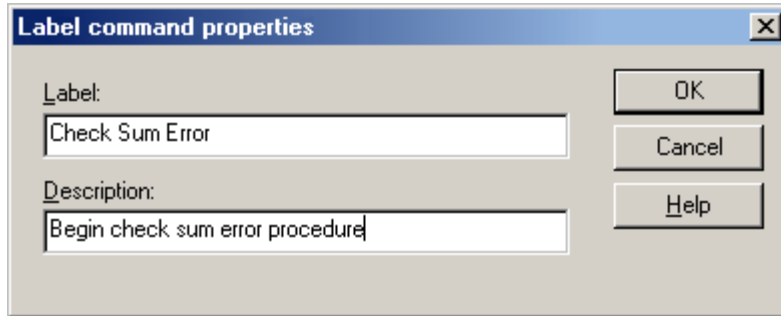 Label command properties
Label:
Check Sum Error
Description:
Begin check sum error procedure
OK
Cancel
Help